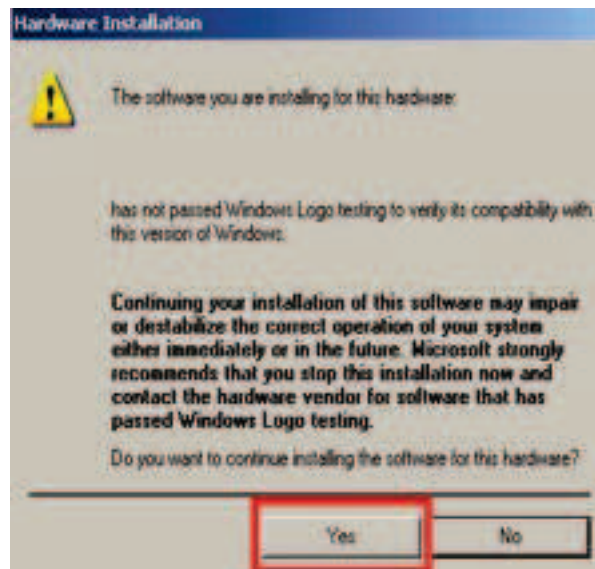 Hardware Installation
The software you are installing for this hardware:
has not passed Windows Logo testing to verify its compatibility with
this version of Windows.
Continuing your installation of this software may impair
or destabilize the correct operation of your system
either immediately or in the future. Microsoft strongly
recommends that you stop this installation now and
contact the hardware vendor for software that has
passed Windows Logo testing.
Do you want to continue installing the software for this hardware?
Yes
No